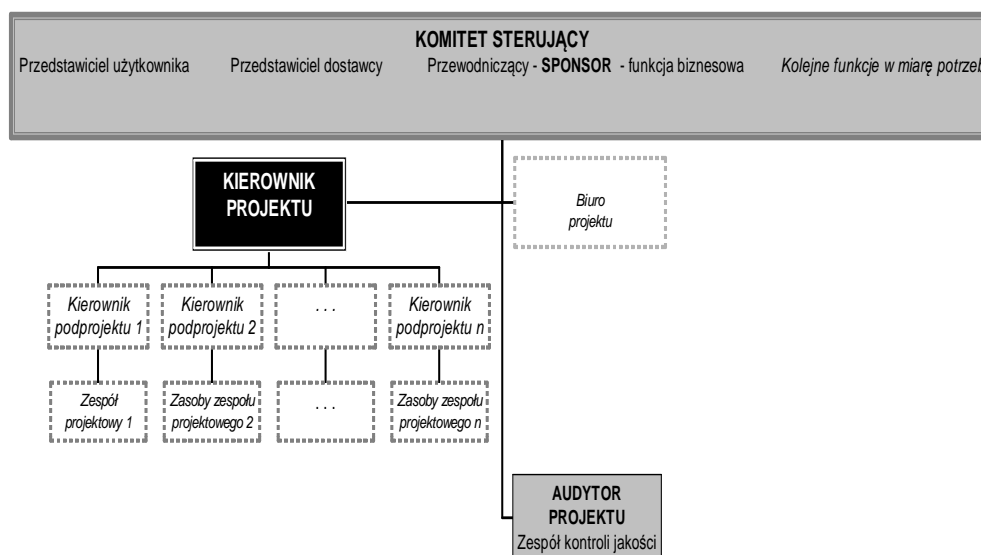 KOMITET STERUJĄCY
Przedstawiciel użytkownika Przedstawiciel dostawcy Przewodniczący - SPONSOR - funkcja biznesowa Kolejne funkcje w miarę potrzeb
KIEROWNIK
PROJEKTU
Biuro
projektu
Kierownik
podprojektu 1
Kierownik
podprojektu 2
. . .
Kierownik
podprojektu n
Zespół
projektowy 1
Zasoby zespołu
projektowego 2
. . .
Zasoby zespołu
projektowego n
AUDYTOR
PROJEKTU
Zespół kontroli jakości